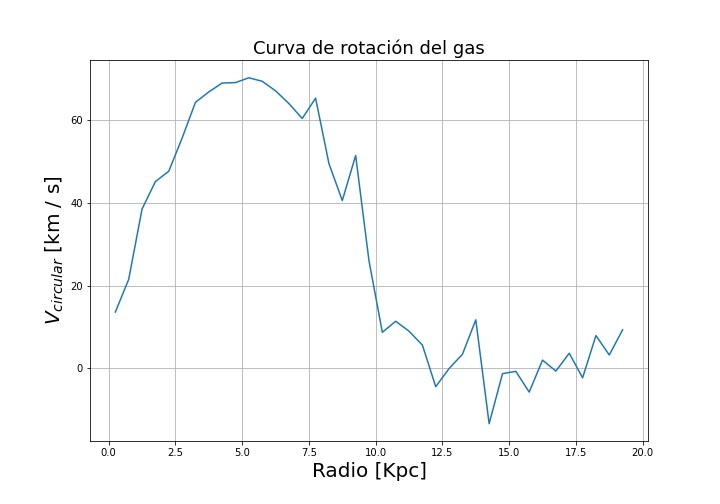 Curva de rotación del gas
V_circular [km / s]
60
40
20
0
0.0 2.5 5.0 7.5 10.0 12.5 15.0 17.5 20.0
Radio [Kpc]